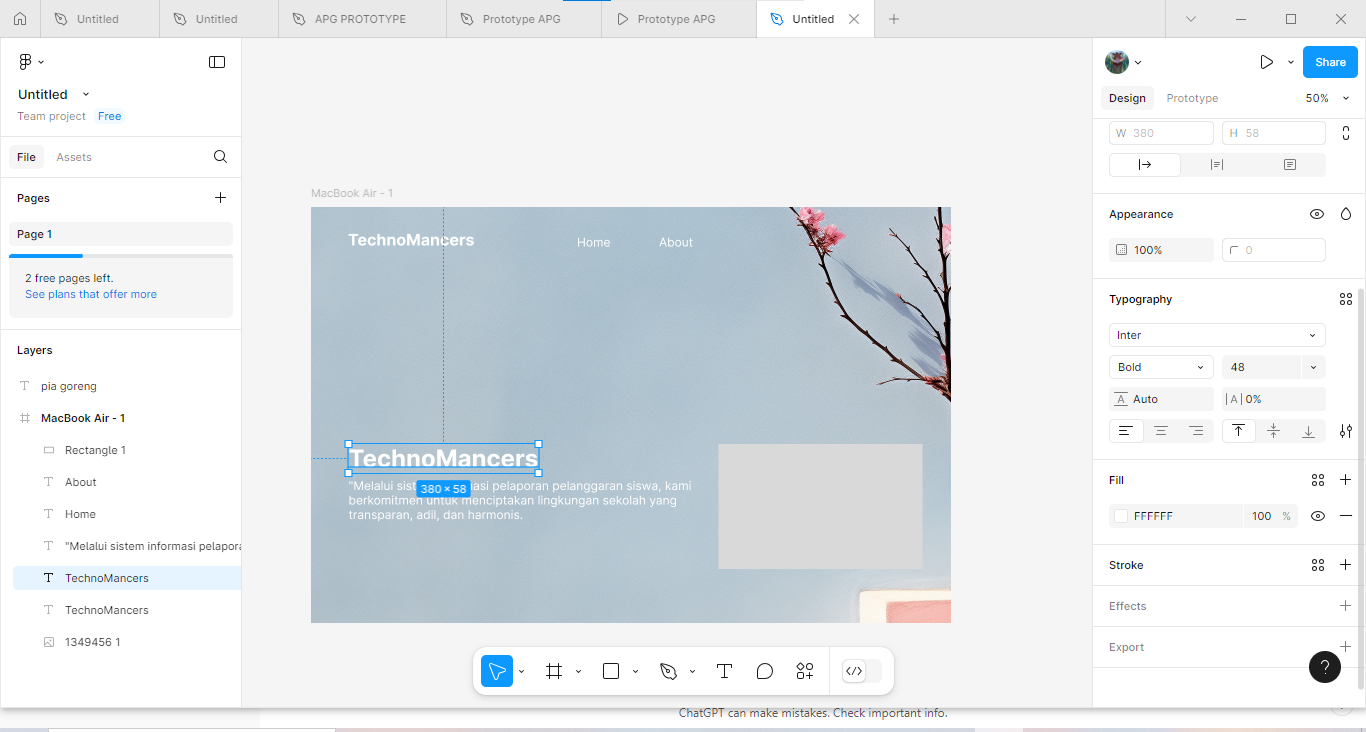 Untitled
Untitled
APG PROTOTYPE
Prototype APG
Prototype APG
Untitled
Untitled
Team project Free
File Assets
Pages
Page 1
2 free pages left.
See plans that offer more
Layers
pia goreng
MacBook Air - 1
Rectangle 1
About
Home
"Melalui sistem informasi pelapora
TechnoMancers
TechnoMancers
1349456 1
MacBook Air - 1
TechnoMancers Home About
TechnoMancers
380 × 58
"Melalui sist masi pelaporan pelanggaran siswa, kami
berkomitmen untuk menciptakan lingkungan sekolah yang
transparan, adil, dan harmonis.
Share
Design Prototype 50%
W 380 H 58
Appearance
100% 0
Typography
Inter
Bold 48
Auto |A| 0%
Fill
FFFFFF 100 %
Stroke
Effects
Export
?
ChatGPT can make mistakes. Check important info.